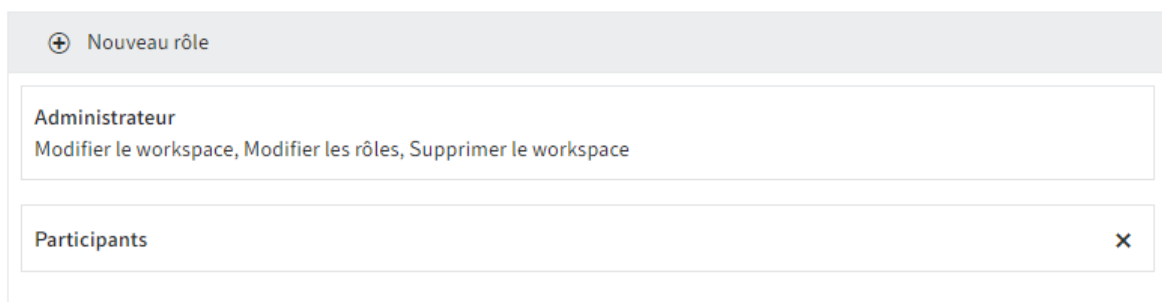 Nouveau rôle
Administrateur
Modifier le workspace, Modifier les rôles, Supprimer le workspace
Participants